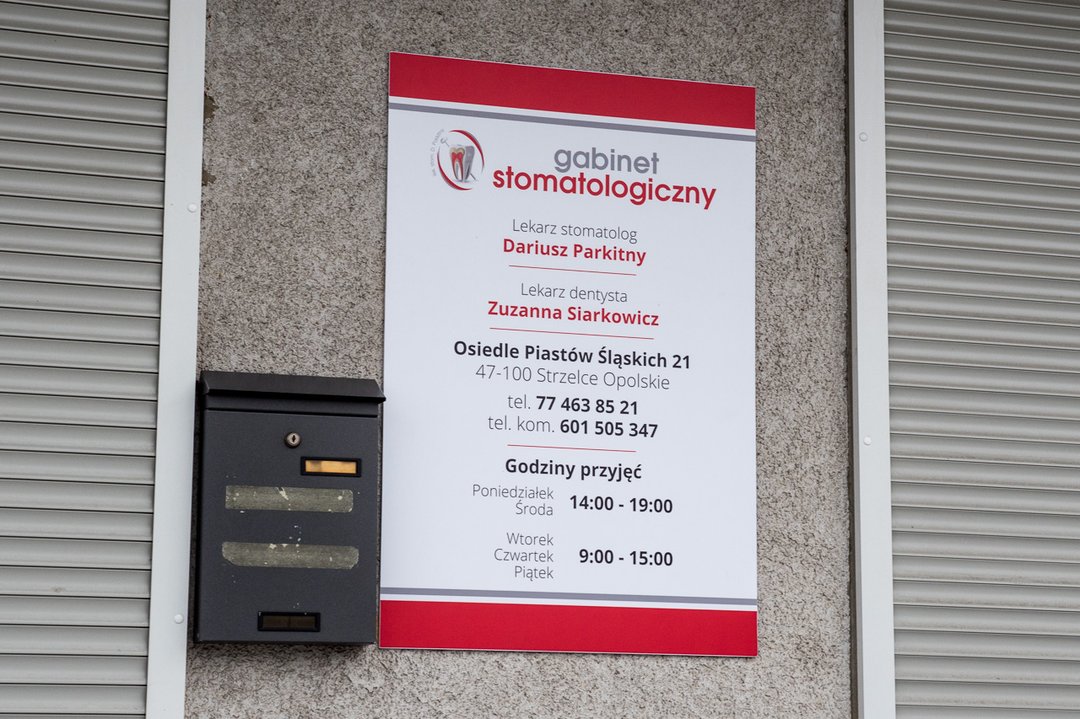 gabinet
stomatologiczny
Lekarz stomatolog
Dariusz Parkitny
Lekarz dentysta
Zuzanna Siarkowicz
Osiedle Piastów Śląskich 21
47-100 Strzelce Opolskie
tel. 77 463 85 21
tel. kom. 601 505 347
Godziny przyjęć
Poniedziałek
Środa
14:00 - 19:00
Wtorek
Czwartek
Piątek
9:00 - 15:00